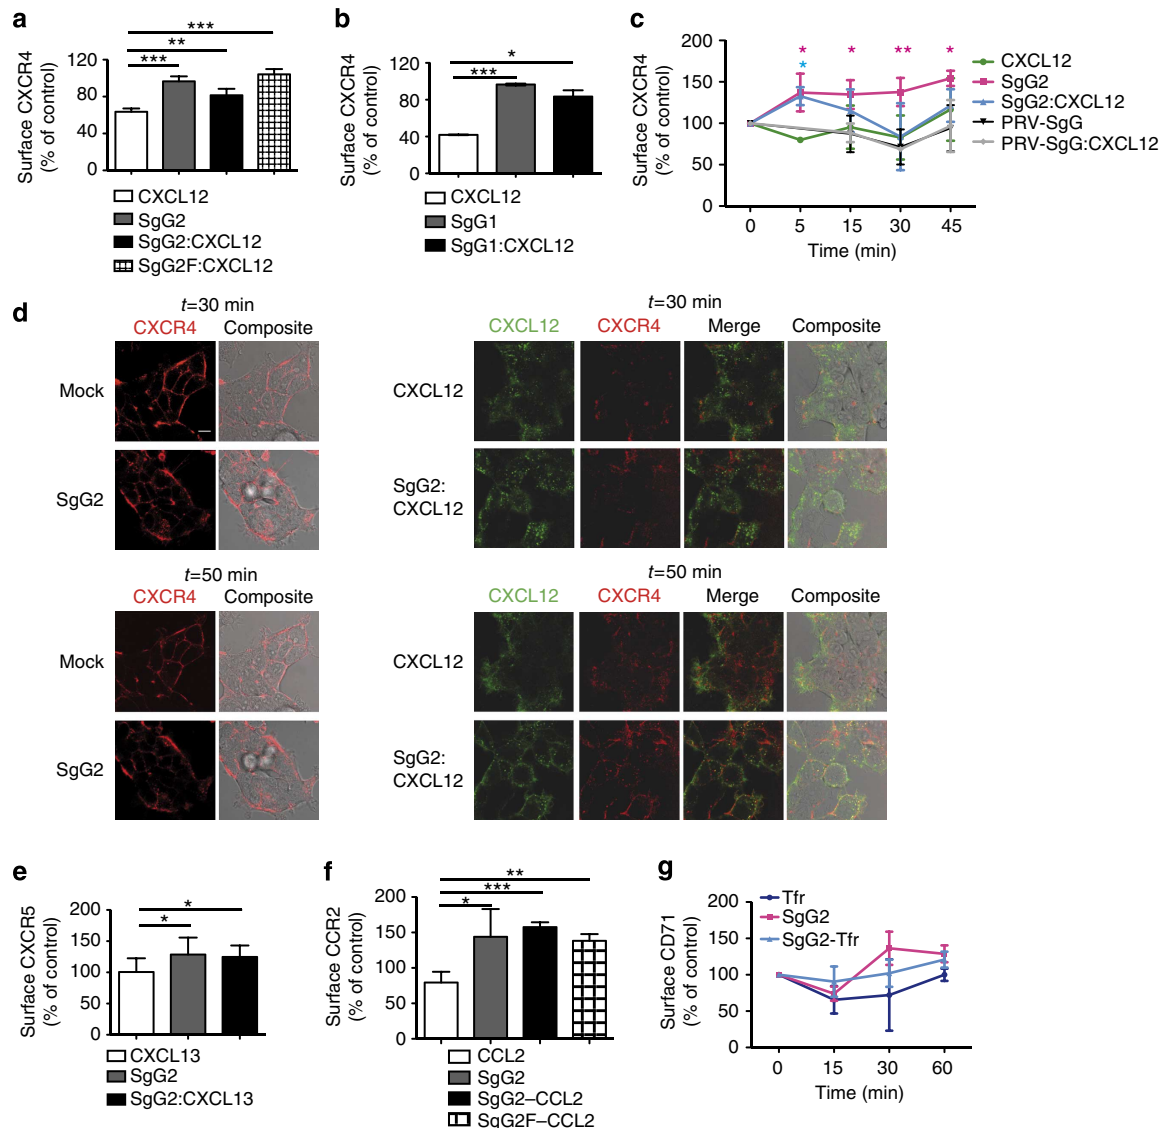 a
***
**
***
Surface CXCR4
(% of control)
120
80
40
0
CXCL12
SgG2
SgG2:CXCL12
SgG2F:CXCL12
b
*
***
Surface CXCR4
(% of control)
120
80
40
0
CXCL12
SgG1
SgG1:CXCL12
c
Surface CXCR4
(% of control)
200
150
100
50
0
* * ** *
*
0 5 15 30 45
Time (min)
CXCL12
SgG2
SgG2:CXCL12
PRV-SgG
PRV-SgG:CXCL12
d
t=30 min
CXCR4 Composite
Mock
SgG2
t=30 min
CXCL12 CXCR4 Merge Composite
CXCL12
SgG2:
CXCL12
t=50 min
CXCR4 Composite
Mock
SgG2
t=50 min
CXCL12 CXCR4 Merge Composite
CXCL12
SgG2:
CXCL12
e
*
*
Surface CXCR5
(% of control)
200
150
100
50
0
CXCL13
SgG2
SgG2:CXCL13
f
**
***
*
Surface CCR2
(% of control)
200
150
100
50
0
CCL2
SgG2
SgG2–CCL2
SgG2F–CCL2
g
Surface CD71
(% of control)
200
150
100
50
0
Tfr
SgG2
SgG2-Tfr
0 15 30 60
Time (min)